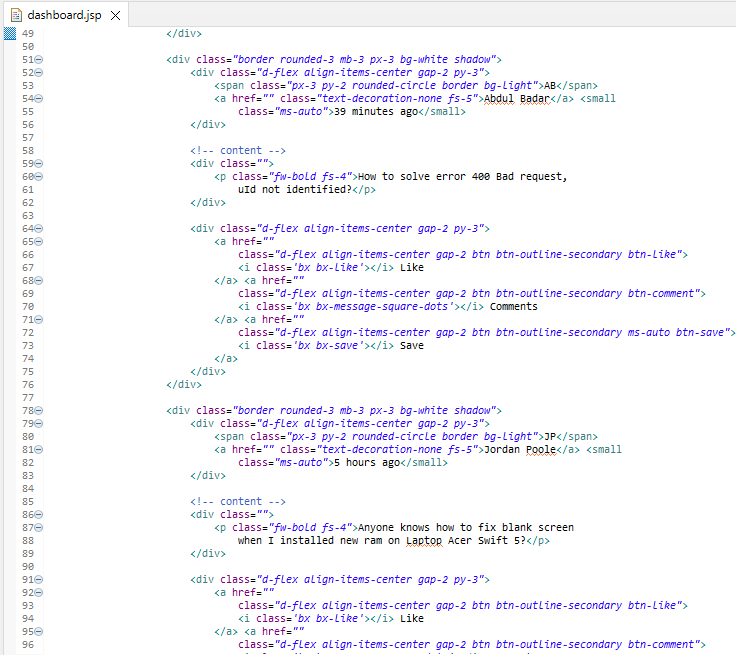 dashboard.jsp
49 </div>
50
51 <div class="border rounded-3 mb-3 px-3 bg-white shadow">
52 <div class="d-flex align-items-center gap-2 py-3">
53 <span class="px-3 py-2 rounded-circle border bg-light">AB</span>
54 <a href="" class="text-decoration-none fs-5">Abdul Badar</a> <small
55 class="ms-auto">39 minutes ago</small>
56 </div>
57
58 <!-- content -->
59 <div class="">
60 <p class="fw-bold fs-4">How to solve error 400 Bad request,
61 uId not identified?</p>
62 </div>
63
64 <div class="d-flex align-items-center gap-2 py-3">
65 <a href=""
66 class="d-flex align-items-center gap-2 btn btn-outline-secondary btn-like">
67 <i class='bx bx-like'></i> Like
68 </a> <a href=""
69 class="d-flex align-items-center gap-2 btn btn-outline-secondary btn-comment">
70 <i class='bx bx-message-square-dots'></i> Comments
71 </a> <a href=""
72 class="d-flex align-items-center gap-2 btn btn-outline-secondary ms-auto btn-save">
73 <i class='bx bx-save'></i> Save
74 </a>
75 </div>
76 </div>
77
78 <div class="border rounded-3 mb-3 px-3 bg-white shadow">
79 <div class="d-flex align-items-center gap-2 py-3">
80 <span class="px-3 py-2 rounded-circle border bg-light">JP</span>
81 <a href="" class="text-decoration-none fs-5">Jordan Poole</a> <small
82 class="ms-auto">5 hours ago</small>
83 </div>
84
85 <!-- content -->
86 <div class="">
87 <p class="fw-bold fs-4">Anyone knows how to fix blank screen
88 when I installed new ram on Laptop Acer Swift 5?</p>
89 </div>
90
91 <div class="d-flex align-items-center gap-2 py-3">
92 <a href=""
93 class="d-flex align-items-center gap-2 btn btn-outline-secondary btn-like">
94 <i class='bx bx-like'></i> Like
95 </a> <a href=""
96 class="d-flex align-items-center gap-2 btn btn-outline-secondary btn-comment">